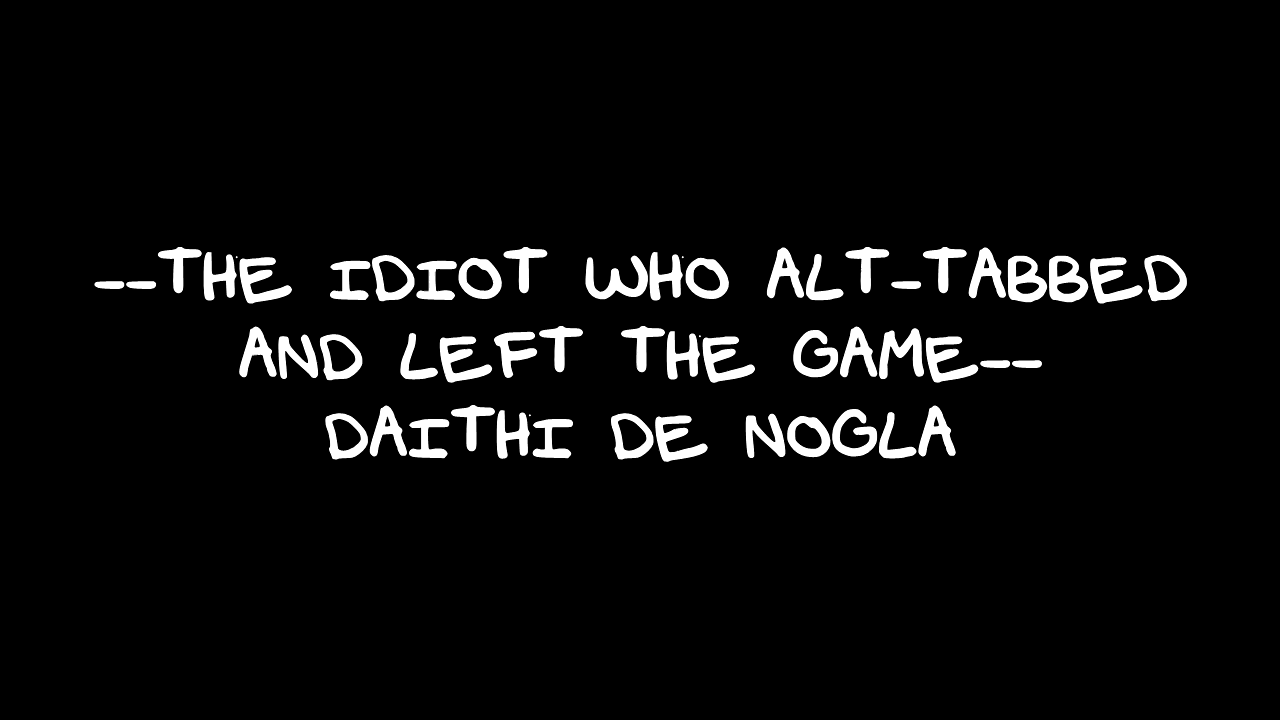 --THE IDIOT WHO ALT-TABBED
AND LEFT THE GAME--
DAITHI DE NOGLA